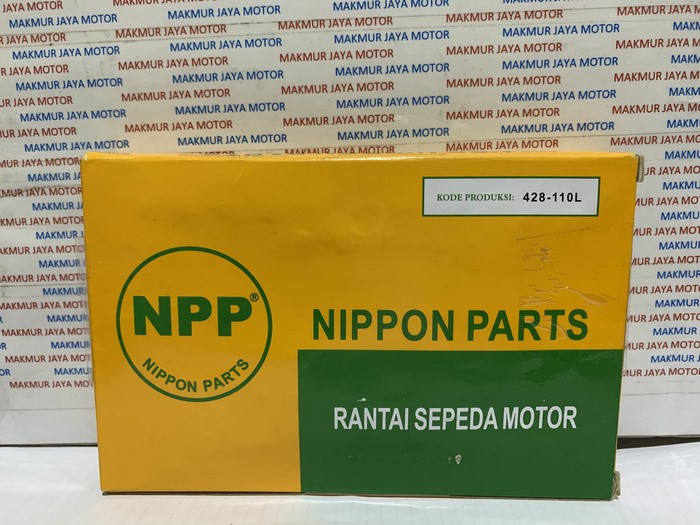 MAKMUR JAYA MOTOR
KODE PRODUKSI: 428-110L
NPP®
NIPPON PARTS
NIPPON PARTS
RANTAI SEPEDA MOTOR